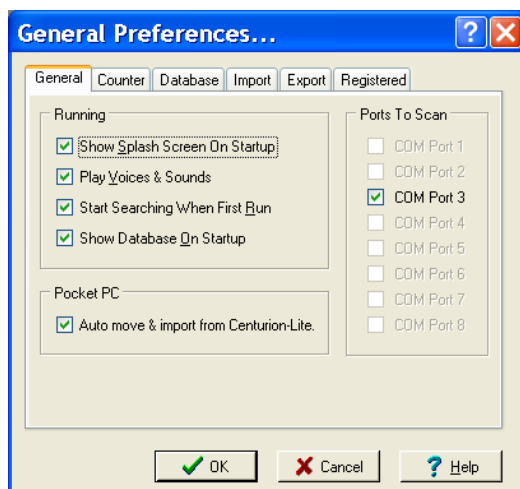 General Preferences...
General Counter Database Import Export Registered
Running
Show Splash Screen On Startup
Play Voices & Sounds
Start Searching When First Run
Show Database On Startup
Pocket PC
Auto move & import from Centurion-Lite.
Ports To Scan
COM Port 1
COM Port 2
COM Port 3
COM Port 4
COM Port 5
COM Port 6
COM Port 7
COM Port 8
OK Cancel Help